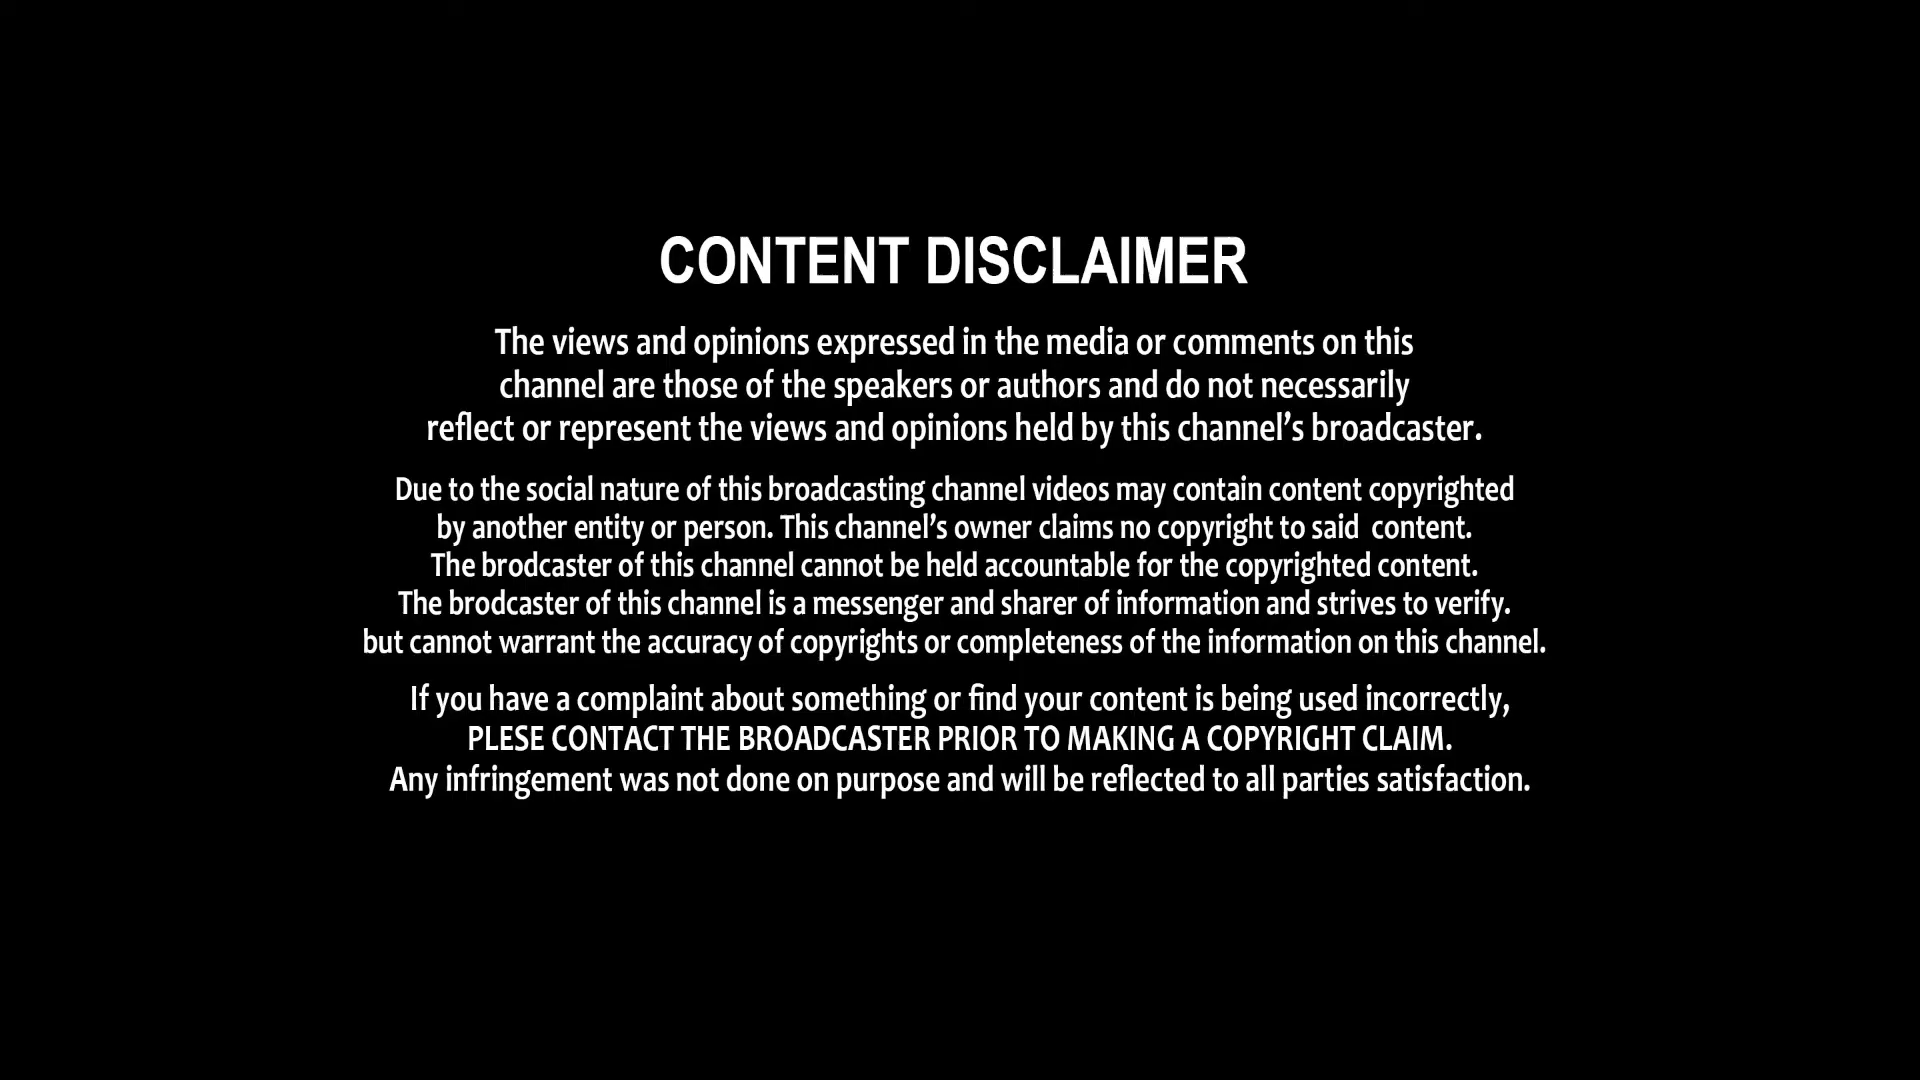 CONTENT DISCLAIMER
The views and opinions expressed in the media or comments on this
channel are those of the speakers or authors and do not necessarily
reflect or represent the views and opinions held by this channel’s broadcaster.
Due to the social nature of this broadcasting channel videos may contain content copyrighted
by another entity or person. This channel’s owner claims no copyright to said  content.
The brodcaster of this channel cannot be held accountable for the copyrighted content.
The brodcaster of this channel is a messenger and sharer of information and strives to verify.
but cannot warrant the accuracy of copyrights or completeness of the information on this channel.
If you have a complaint about something or find your content is being used incorrectly,
PLESE CONTACT THE BROADCASTER PRIOR TO MAKING A COPYRIGHT CLAIM.
Any infringement was not done on purpose and will be reflected to all parties satisfaction.